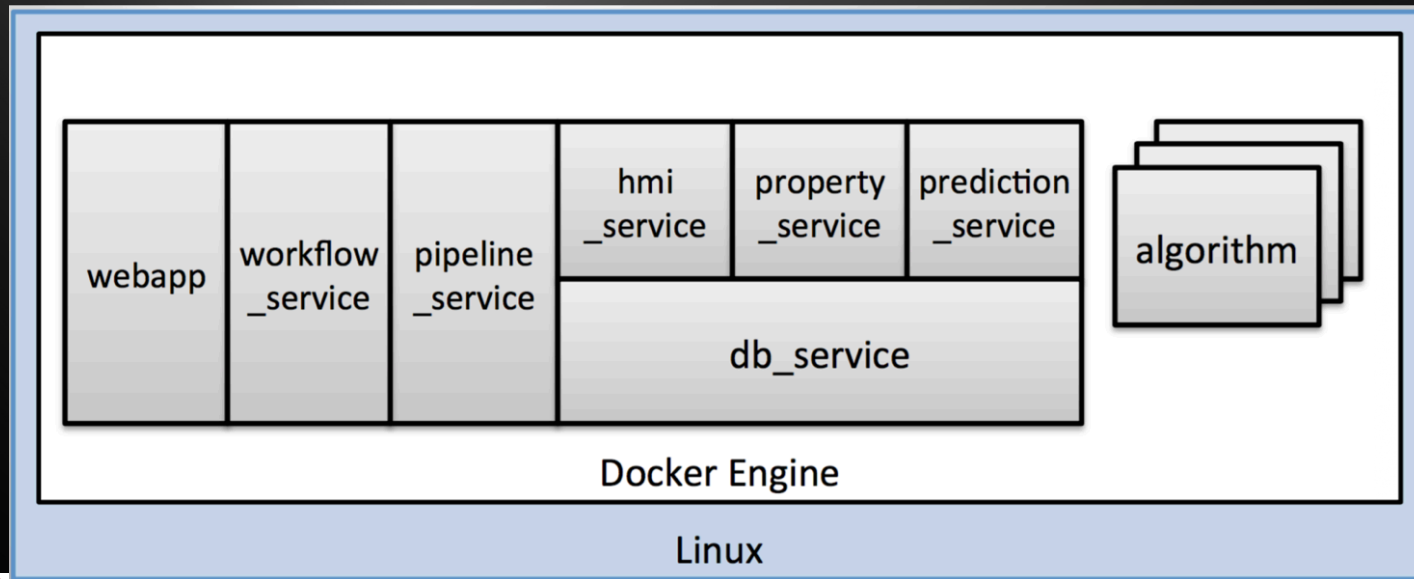 webapp
workflow
_service
pipeline
_service
hmi
_service
property
_service
prediction
_service
db_service
algorithm
Docker Engine
Linux